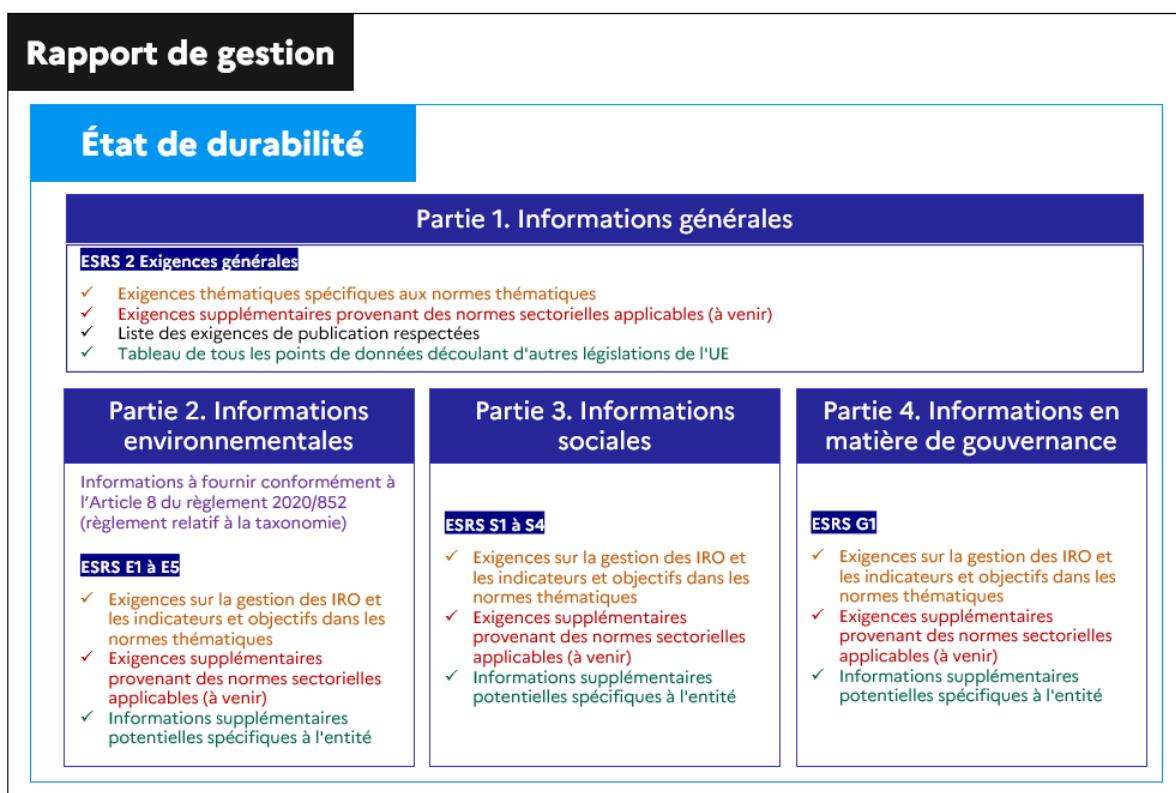 Rapport de gestion
État de durabilité
Partie 1. Informations générales
ESRS 2 Exigences générales
✓ Exigences thématiques spécifiques aux normes thématiques
✓ Exigences supplémentaires provenant des normes sectorielles applicables (à venir)
✓ Liste des exigences de publication respectées
✓ Tableau de tous les points de données découlant d'autres législations de l'UE
Partie 2. Informations
environnementales
Informations à fournir conformément à
l’Article 8 du règlement 2020/852
(règlement relatif à la taxonomie)
ESRS E1 à E5
✓ Exigences sur la gestion des IRO et
les indicateurs et objectifs dans les
normes thématiques
✓ Exigences supplémentaires
provenant des normes sectorielles
applicables (à venir)
✓ Informations supplémentaires
potentielles spécifiques à l'entité
Partie 3. Informations
sociales
ESRS S1 à S4
✓ Exigences sur la gestion des IRO et
les indicateurs et objectifs dans les
normes thématiques
✓ Exigences supplémentaires
provenant des normes sectorielles
applicables (à venir)
✓ Informations supplémentaires
potentielles spécifiques à l'entité
Partie 4. Informations en
matière de gouvernance
ESRS G1
✓ Exigences sur la gestion des IRO et
les indicateurs et objectifs dans les
normes thématiques
✓ Exigences supplémentaires
provenant des normes sectorielles
applicables (à venir)
✓ Informations supplémentaires
potentielles spécifiques à l'entité